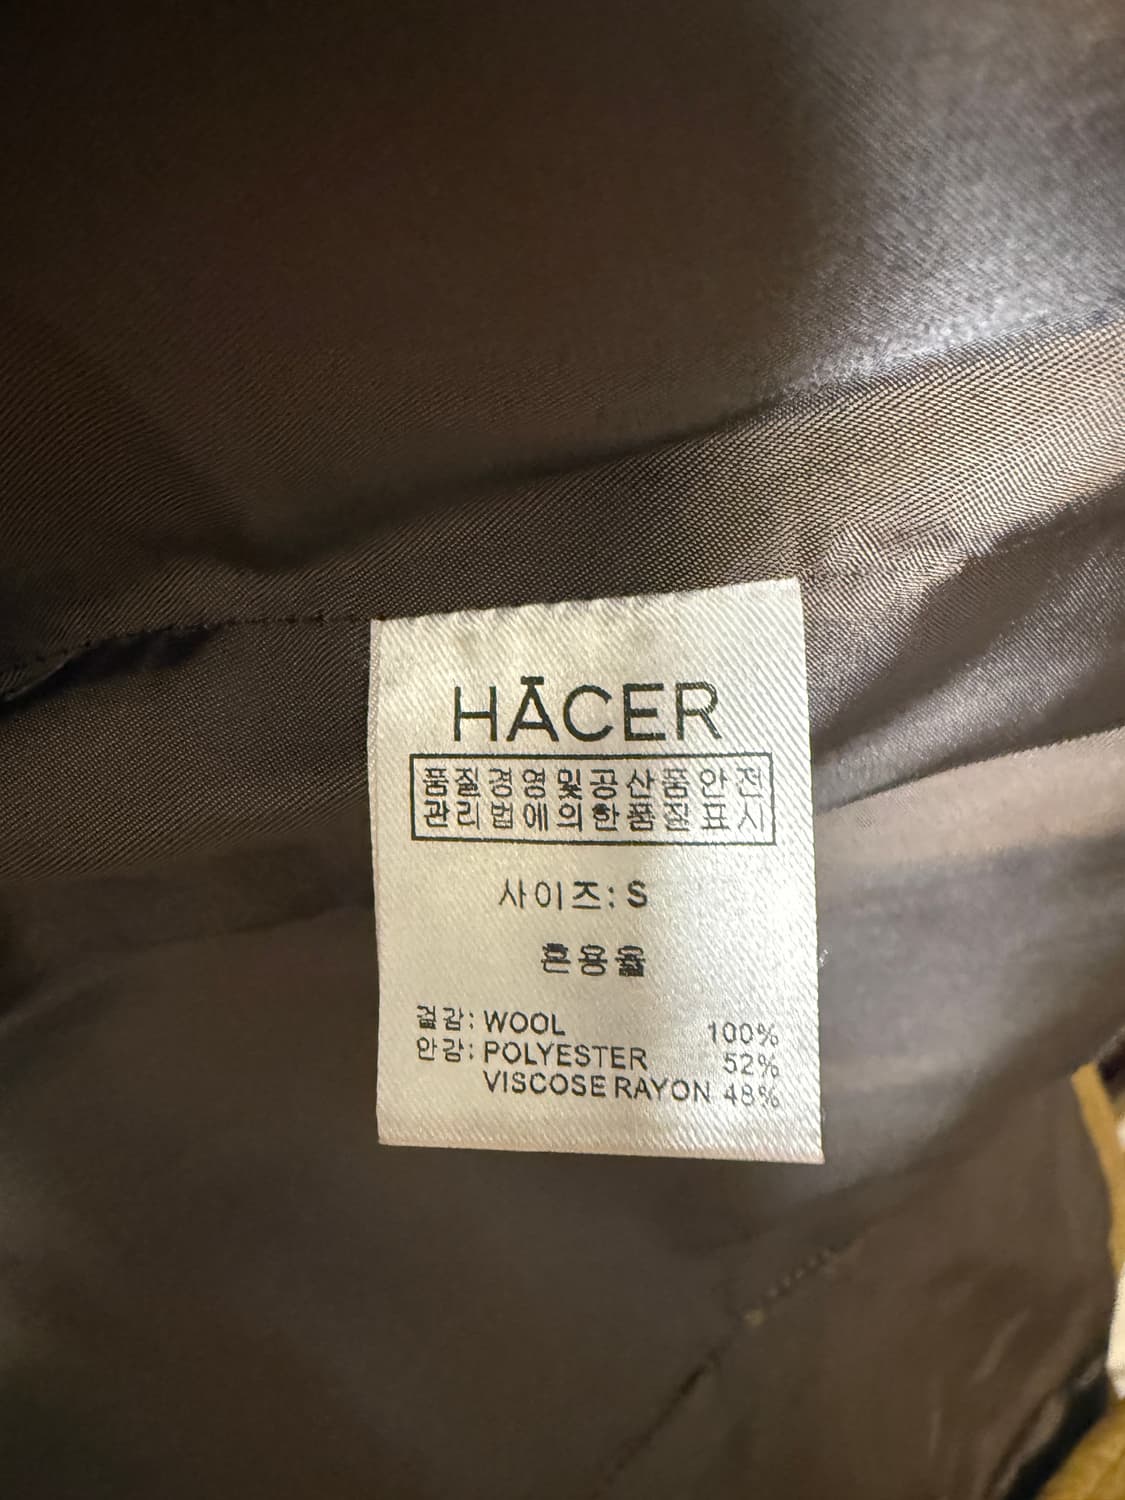 HĀCER
품질경영및공산품안전
관리법에의한품질표시
사이즈: S
혼용율
겉감: WOOL 100%
안감: POLYESTER 52%
VISCOSE RAYON 48%